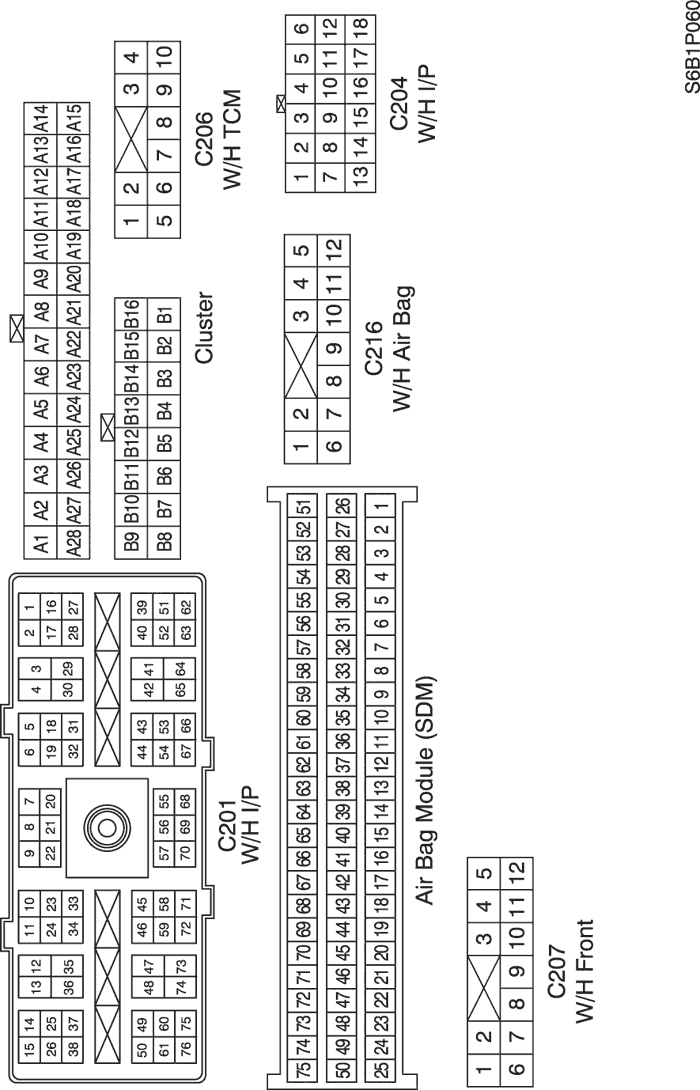 15 14 13 12 11 10 9 8 7 6 5 4 3 2 1
26 25 36 35 24 23 22 21 20 19 18 30 29 17 16
38 37 34 33 32 31 28 27
50 49 48 47 46 45 57 56 55 44 43 42 41 40 39
61 60 74 73 59 58 70 69 68 54 53 65 64 52 51
76 75 72 71 67 66 63 62
C201
W/H I/P
A1 A2 A3 A4 A5 A6 A7 A8 A9 A10 A11 A12 A13 A14
A28 A27 A26 A25 A24 A23 A22 A21 A20 A19 A18 A17 A16 A15
B9 B10 B11 B12 B13 B14 B15 B16
B8 B7 B6 B5 B4 B3 B2 B1
Cluster
1 2 3 4
5 6 7 8 9 10
C206
W/H TCM
75 74 73 72 71 70 69 68 67 66 65 64 63 62 61 60 59 58 57 56 55 54 53 52 51
50 49 48 47 46 45 44 43 42 41 40 39 38 37 36 35 34 33 32 31 30 29 28 27 26
25 24 23 22 21 20 19 18 17 16 15 14 13 12 11 10 9 8 7 6 5 4 3 2 1
Air Bag Module (SDM)
1 2 3 4 5
6 7 8 9 10 11 12
C216
W/H Air Bag
1 2 3 4 5 6
7 8 9 10 11 12
13 14 15 16 17 18
C204
W/H I/P
1 2 3 4 5
6 7 8 9 10 11 12
C207
W/H Front
S6B1P060